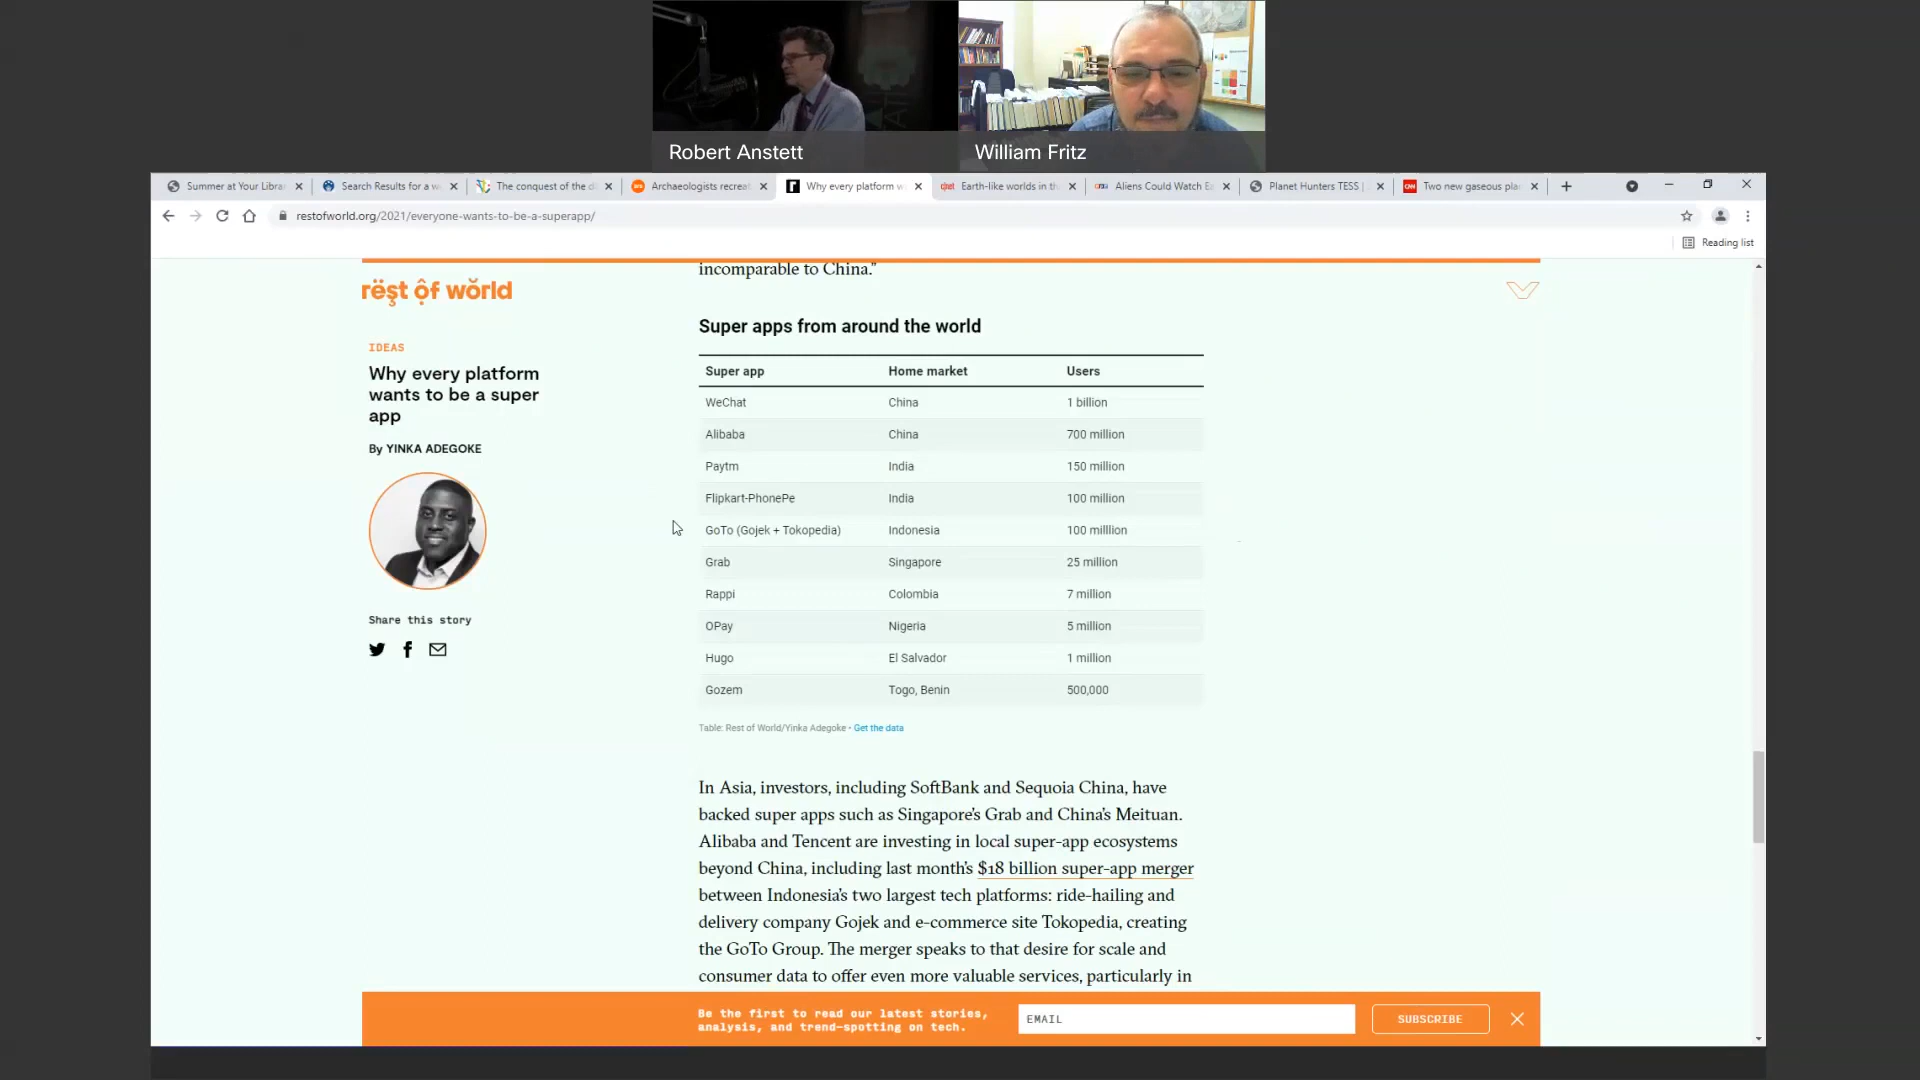 Robert Anstett
William Fritz
Summer at Your Libra
Search Results for a w
The conquest of the d
Archaeologists recrea
Why every platform w
Earth-like worlds in th
Aliens Could Watch E
Planet Hunters TESS |
Two new gaseous pla
restofworld.org/2021/everyone-wants-to-be-a-superapp/
Reading list
incomparable to China."
rëşt ộf wŏrld
IDEAS
Why every platform
wants to be a super
app
By YINKA ADEGOKE
Share this story
Super apps from around the world
Super app Home market Users
WeChat China 1 billion
Alibaba China 700 million
Paytm India 150 million
Flipkart-PhonePe India 100 million
GoTo (Gojek + Tokopedia) Indonesia 100 milllion
Grab Singapore 25 million
Rappi Colombia 7 million
OPay Nigeria 5 million
Hugo El Salvador 1 million
Gozem Togo, Benin 500,000
Table: Rest of World/Yinka Adegoke • Get the data
In Asia, investors, including SoftBank and Sequoia China, have
backed super apps such as Singapore's Grab and China's Meituan.
Alibaba and Tencent are investing in local super-app ecosystems
beyond China, including last month's $18 billion super-app merger
between Indonesia's two largest tech platforms: ride-hailing and
delivery company Gojek and e-commerce site Tokopedia, creating
the GoTo Group. The merger speaks to that desire for scale and
consumer data to offer even more valuable services, particularly in
Be the first to read our latest stories,
analysis, and trend-spotting on tech.
EMAIL
SUBSCRIBE